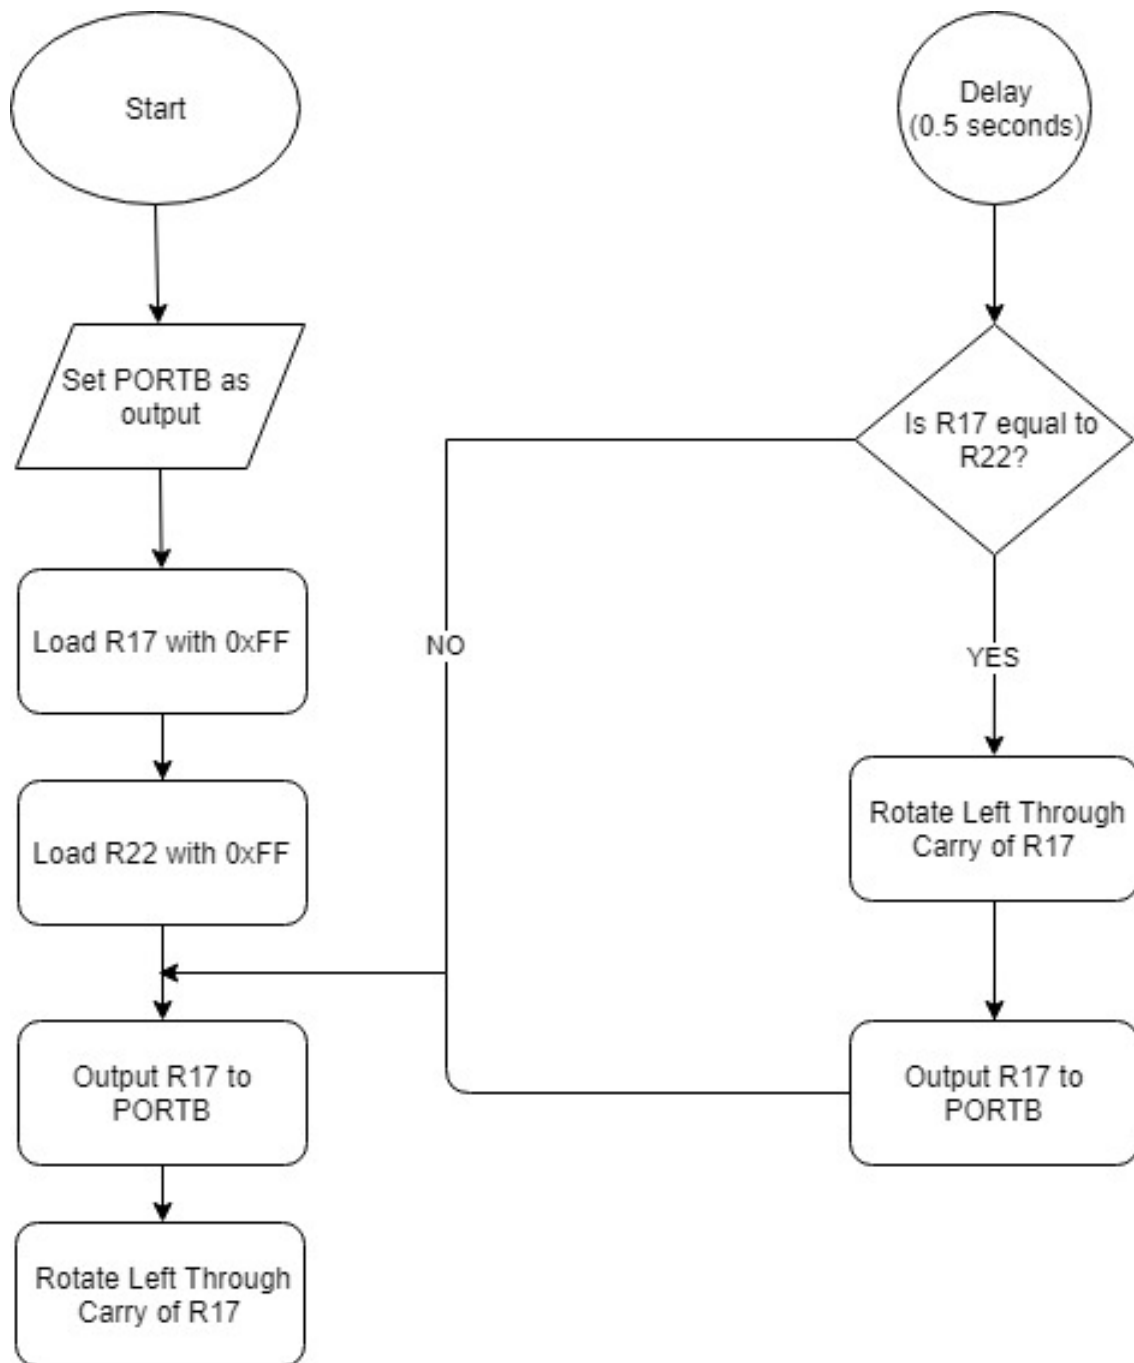 Start
Set PORTB as
output
Load R17 with 0xFF
Load R22 with 0xFF
Output R17 to
PORTB
Rotate Left Through
Carry of R17
Delay
(0.5 seconds)
Is R17 equal to
R22?
NO
YES
Rotate Left Through
Carry of R17
Output R17 to
PORTB